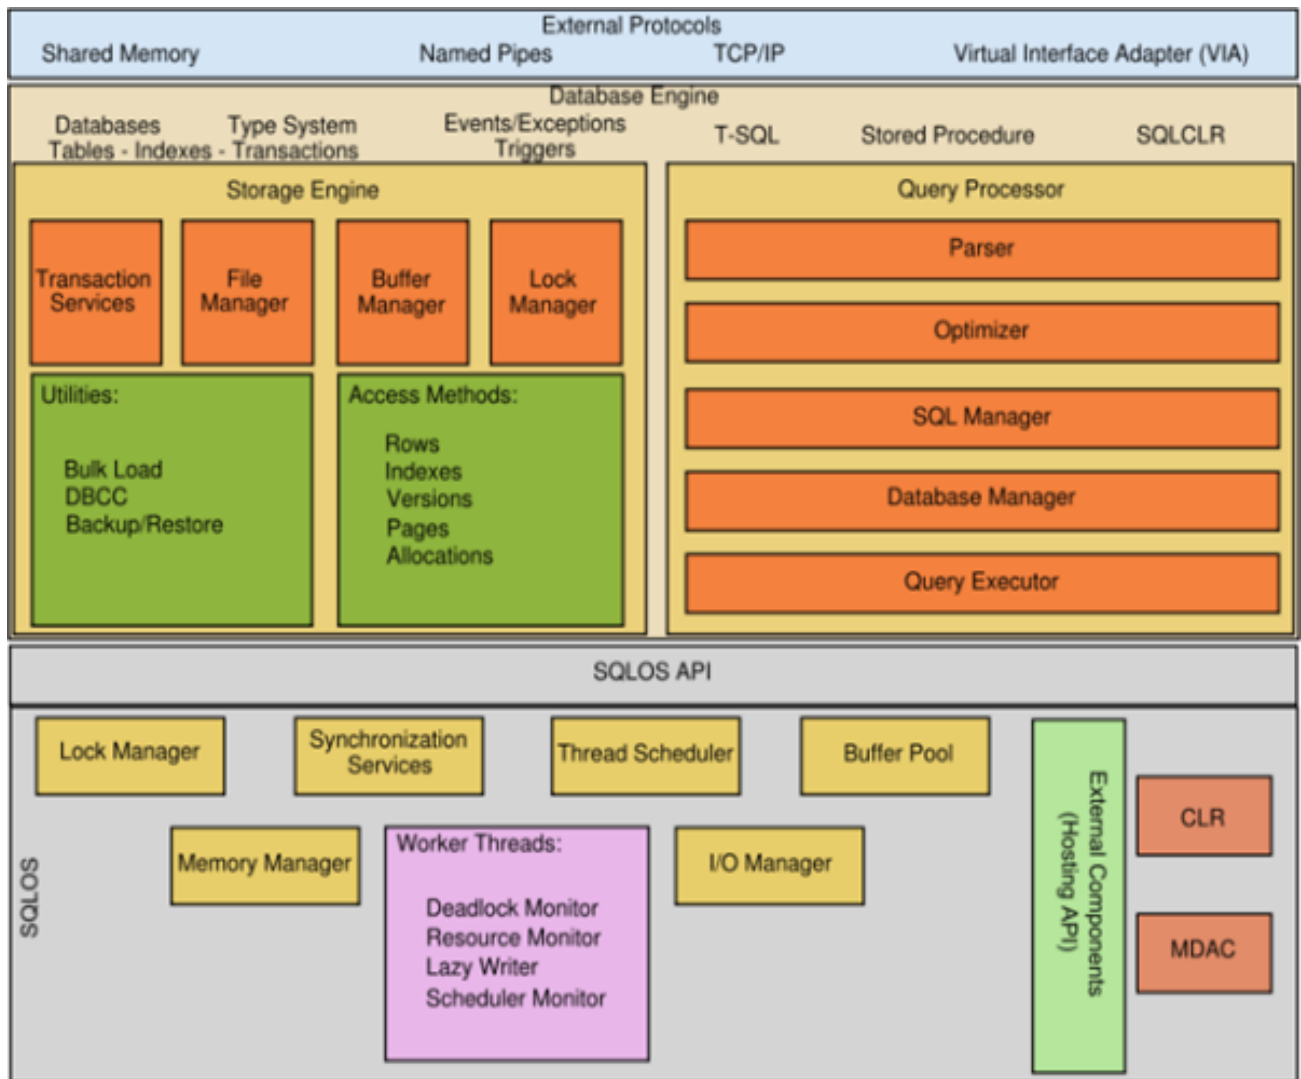 External Protocols
Shared Memory
Named Pipes
TCP/IP
Virtual Interface Adapter (VIA)
Database Engine
Databases
Type System
Tables - Indexes - Transactions
Events/Exceptions
Triggers
T-SQL
Stored Procedure
SQLCLR
Storage Engine
Transaction
Services
File
Manager
Buffer
Manager
Lock
Manager
Utilities:
Bulk Load
DBCC
Backup/Restore
Access Methods:
Rows
Indexes
Versions
Pages
Allocations
Query Processor
Parser
Optimizer
SQL Manager
Database Manager
Query Executor
SQLOS API
SQLOS
Lock Manager
Synchronization
Services
Thread Scheduler
Buffer Pool
Memory Manager
Worker Threads:
Deadlock Monitor
Resource Monitor
Lazy Writer
Scheduler Monitor
I/O Manager
External Components
(Hosting API)
CLR
MDAC